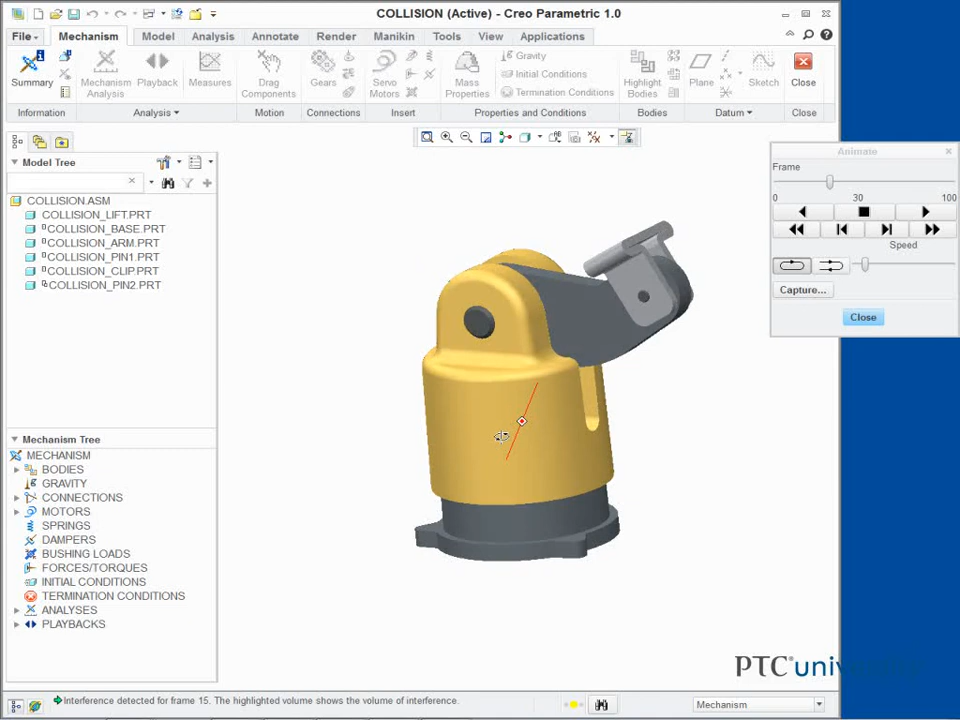 COLLISION (Active) - Creo Parametric 1.0
File
Mechanism
Model
Analysis
Annotate
Render
Manikin
Tools
View
Applications
Summary
Mechanism Analysis
Playback
Measures
Drag Components
Gears
Servo Motors
Mass Properties
Gravity
Initial Conditions
Termination Conditions
Highlight Bodies
Plane
Sketch
Close
Information
Analysis
Motion
Connections
Insert
Properties and Conditions
Bodies
Datum
Close
Model Tree
COLLISION.ASM
COLLISION_LIFT.PRT
COLLISION_BASE.PRT
COLLISION_ARM.PRT
COLLISION_PIN1.PRT
COLLISION_CLIP.PRT
COLLISION_PIN2.PRT
Mechanism Tree
MECHANISM
BODIES
GRAVITY
CONNECTIONS
MOTORS
SPRINGS
DAMPERS
BUSHING LOADS
FORCES/TORQUES
INITIAL CONDITIONS
TERMINATION CONDITIONS
ANALYSES
PLAYBACKS
Animate
Frame
0 30 100
Speed
Capture...
Close
Interference detected for frame 15. The highlighted volume shows the volume of interference.
Mechanism